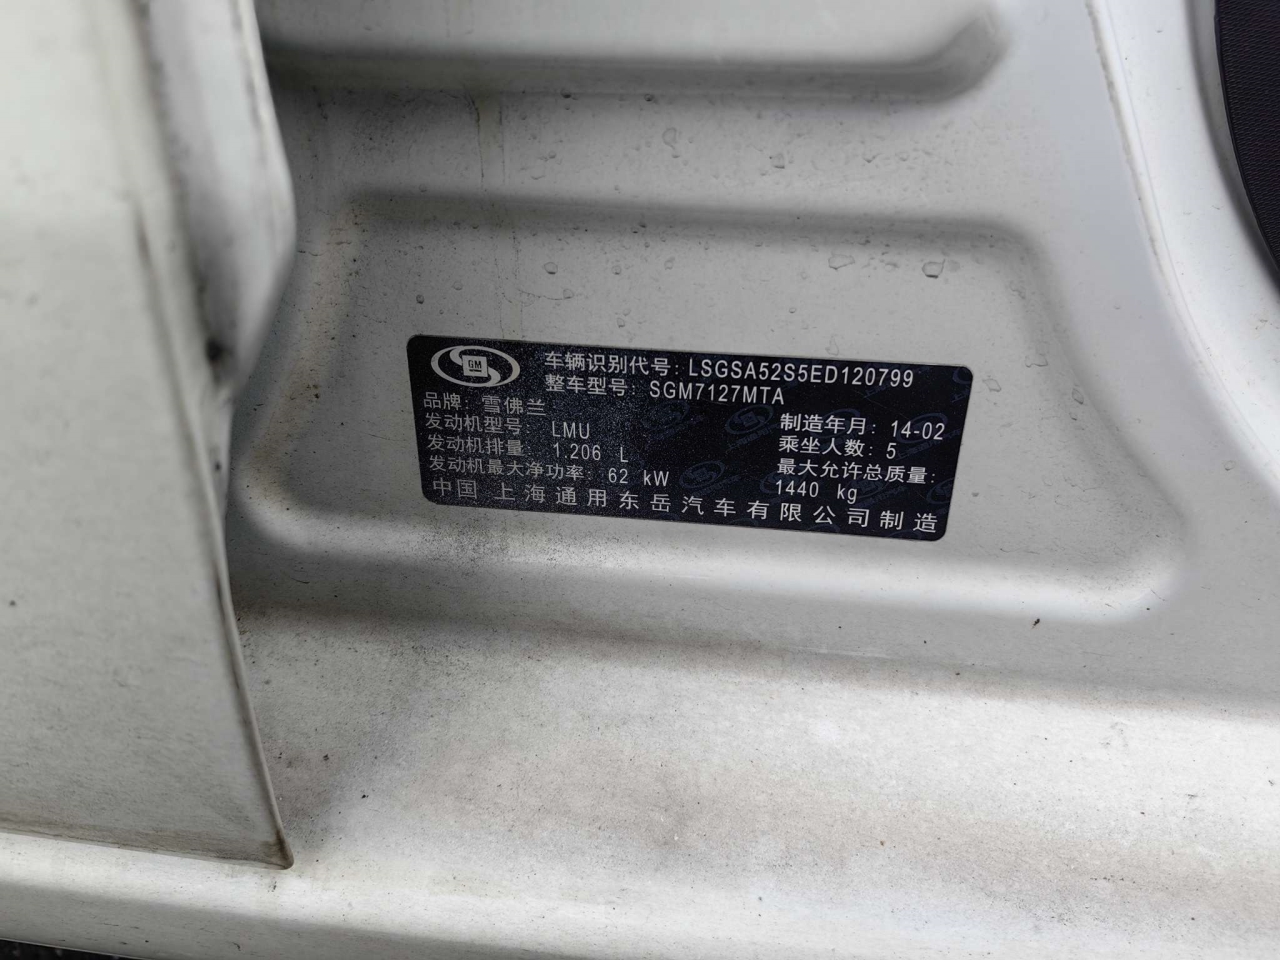 GM
车辆识别代号: LSGSA52S5ED120799
整车型号: SGM7127MTA
品牌: 雪佛兰
制造年月: 14-02
发动机型号 LMU
乘坐人数: 5
发动机排量 1.206 L
最大允许总质量:
发动机最大净功率: 62 kW
1440 kg
中国 上海通用东岳汽车有限公司制造